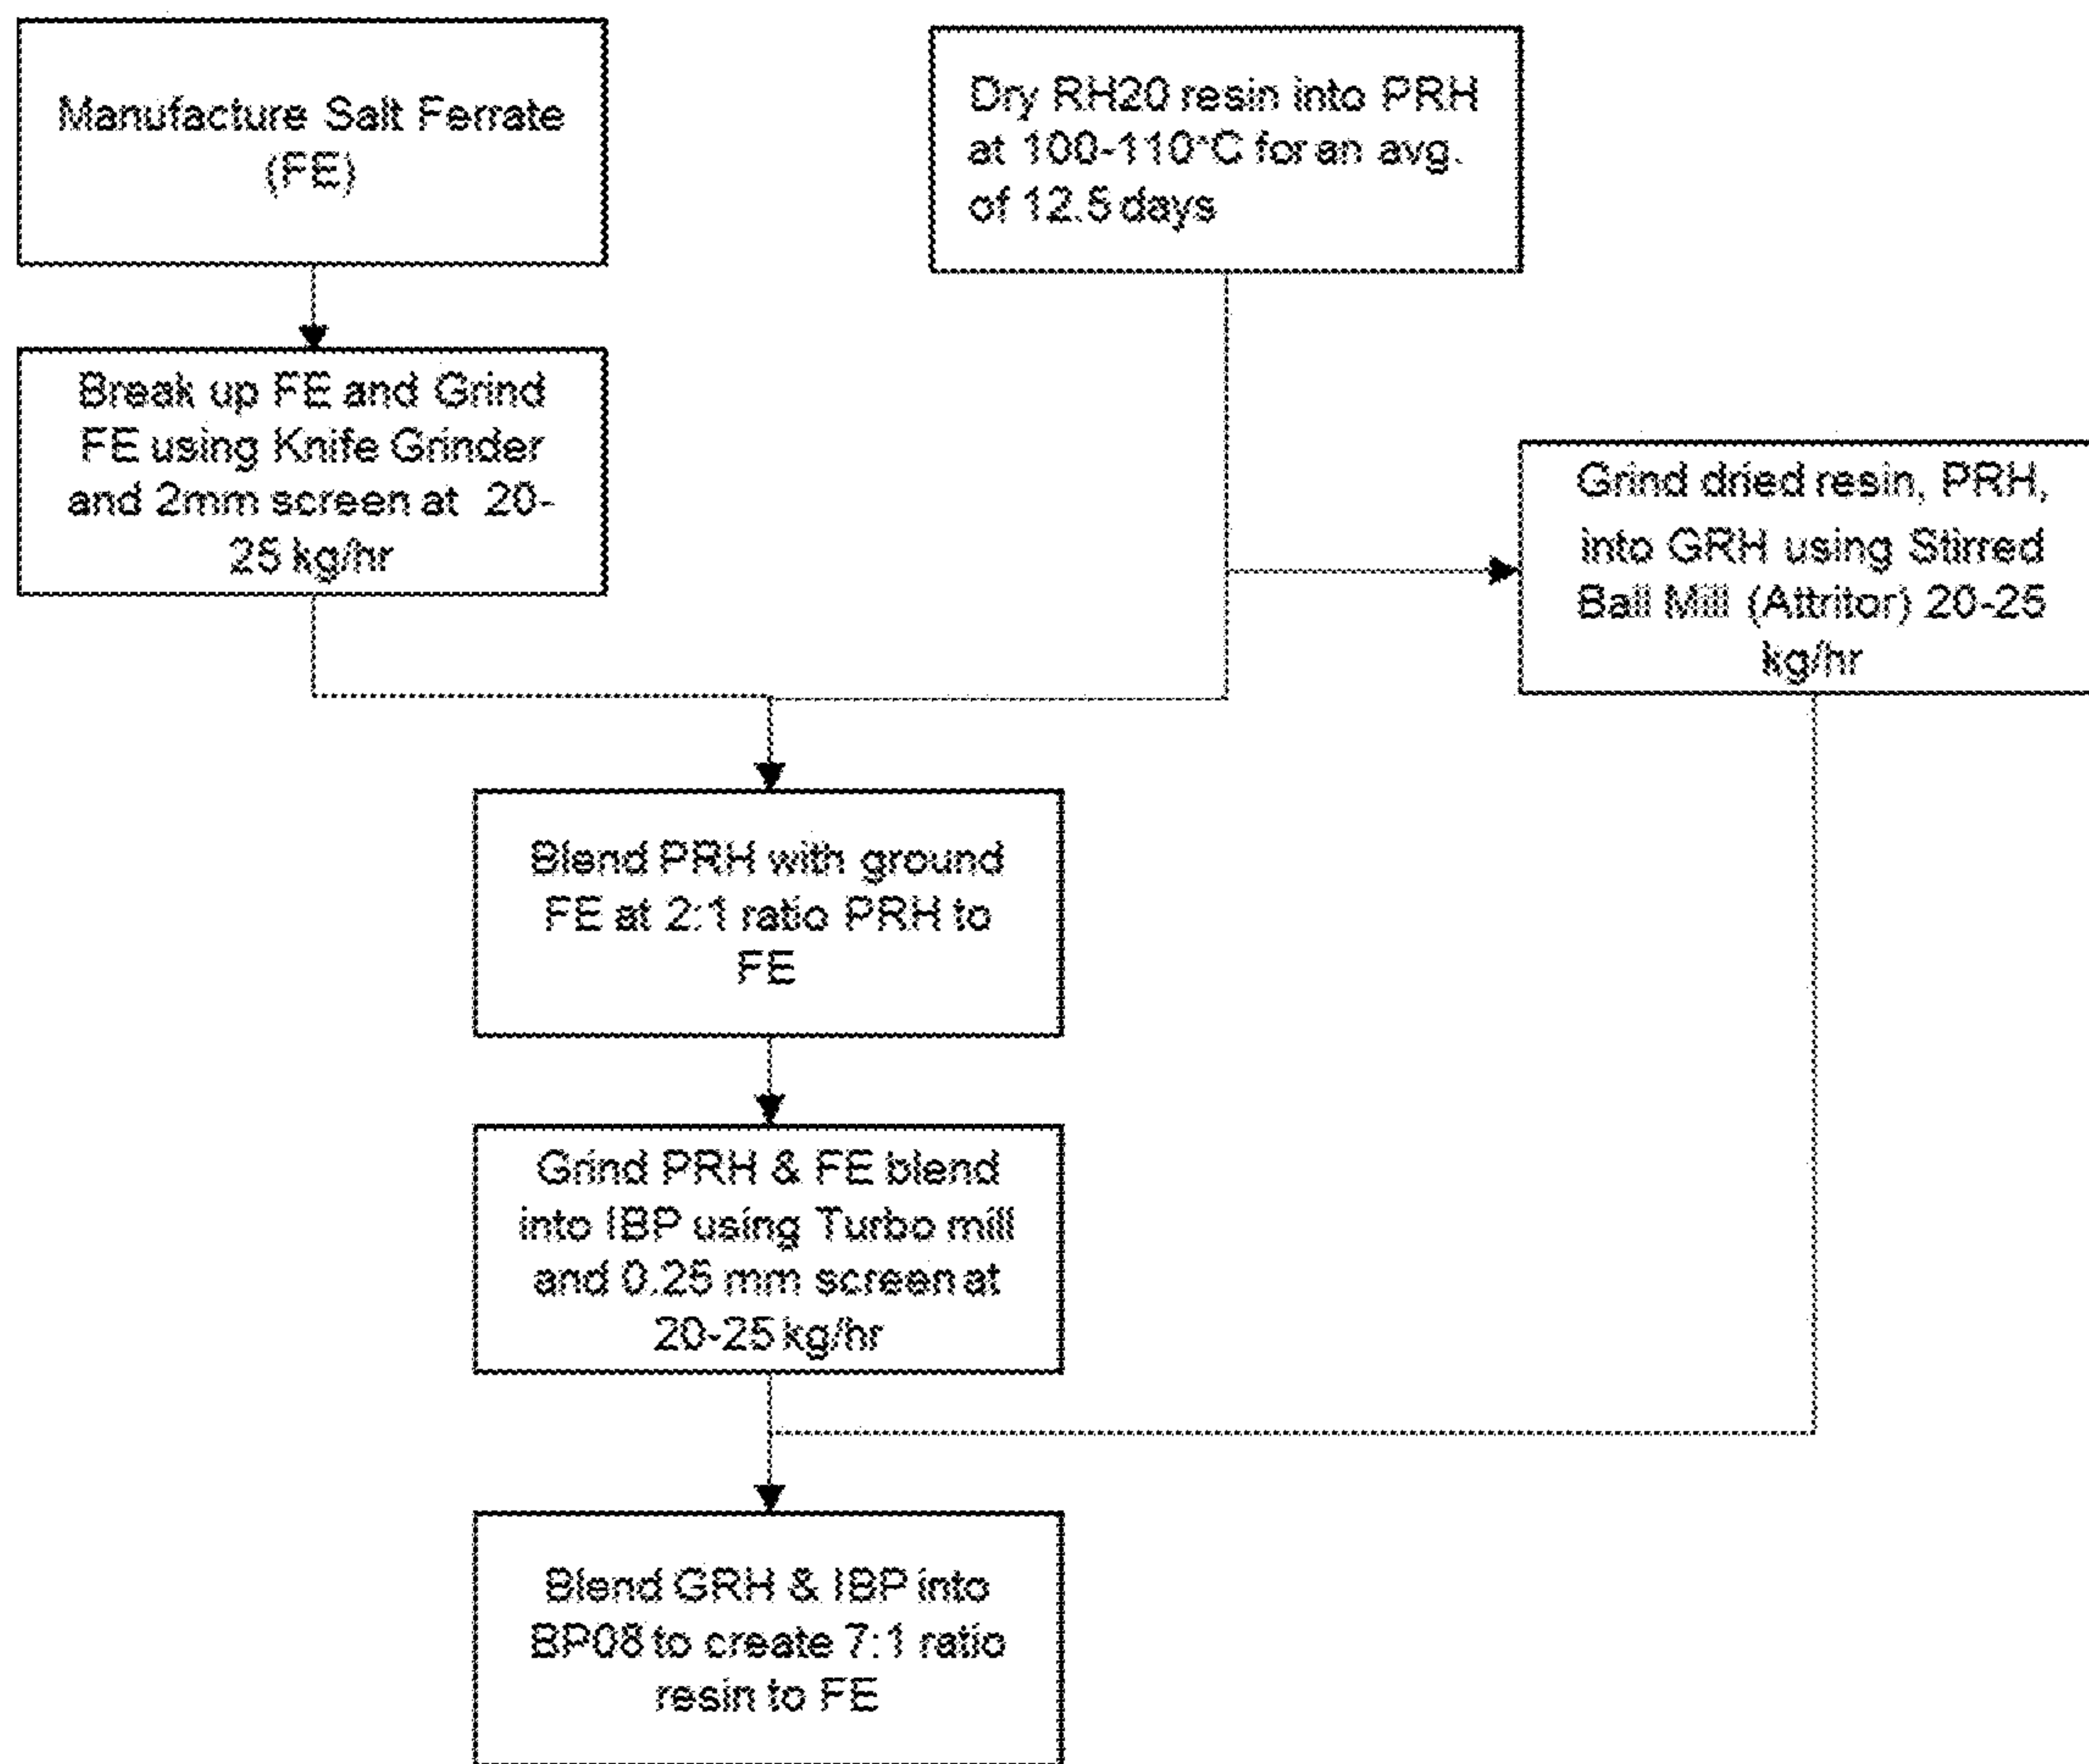 Manufacture Salt Ferrate
(FE)
Dry RH20 resin into PRH
at 100-110°C for an avg.
of 12.5 days
Break up FE and Grind
FE using Knife Grinder
and 2mm screen at 20-
25 kg/hr
Grind dried resin, PRH,
into GRH using Stirred
Ball Mill (Attritor) 20-25
kg/hr
Blend PRH with ground
FE at 2:1 ratio PRH to
FE
Grind PRH & FE blend
into IBP using Turbo mill
and 0.25 mm screen at
20-25 kg/hr
Blend GRH & IBP into
BP08 to create 7:1 ratio
resin to FE